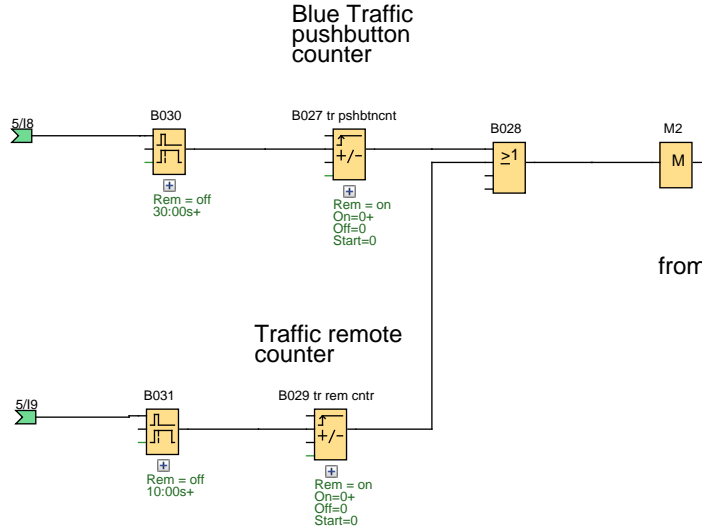 Blue Traffic
pushbutton
counter
5/I8
B030
B027 tr pshbtncnt
B028
M2
+/-
≥1
M
Rem = off
30:00s+
Rem = on
On=0+
Off=0
Start=0
from
Traffic remote
counter
5/I9
B031
B029 tr rem cntr
+/-
Rem = off
10:00s+
Rem = on
On=0+
Off=0
Start=0